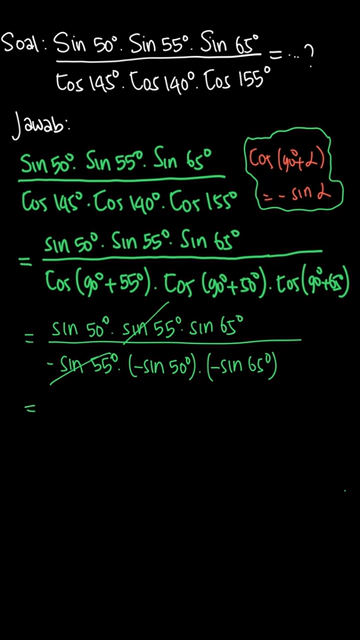 Soal: Sin 50° · Sin 55° · Sin 65° / Cos 145° · Cos 140° · Cos 155° = ...?
Jawab:
Sin 50° · Sin 55° · Sin 65° / Cos 145° · Cos 140° · Cos 155°
Cos (90° + α)
= - sin α
= sin 50° · Sin 55° · Sin 65° / Cos (90° + 55°) · Cos (90° + 50°) · Cos (90° + 65°)
= sin 50° · sin 55° · sin 65° / - sin 55° · (-sin 50°) · (-sin 65°)
=